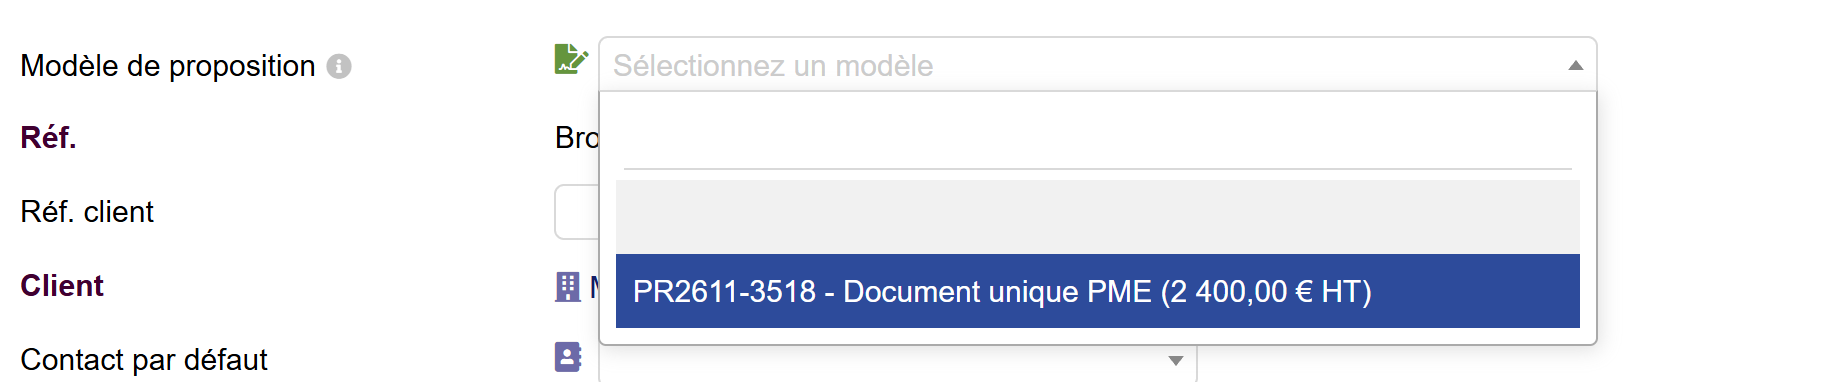 Modèle de proposition
Sélectionnez un modèle
Réf.
Bro
Réf. client
PR2611-3518 - Document unique PME (2 400,00 € HT)
Client
Contact par défaut